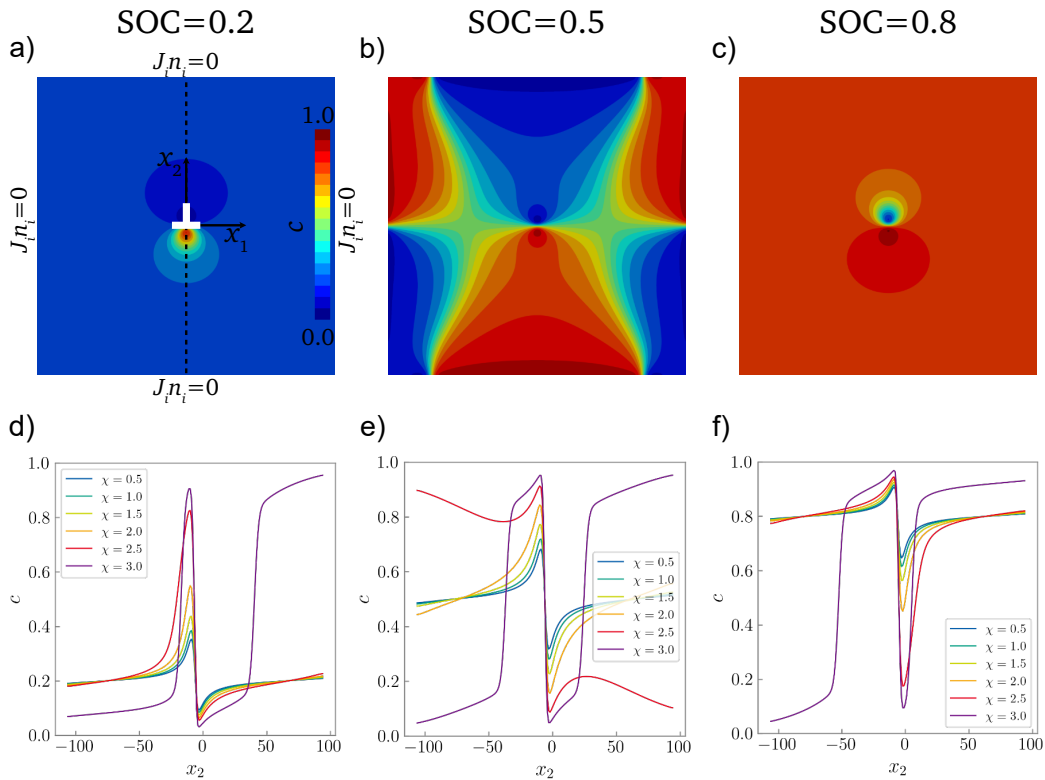 SOC=0.2
SOC=0.5
SOC=0.8
a)
b)
c)
J_i n_i=0
J_i n_i=0
J_i n_i=0
J_i n_i=0
x_2
x_1
1.0
c
0.0
d)
1.0
0.8
0.6
0.4
0.2
0.0
c
−100
−50
0
50
100
x_2
χ = 0.5
χ = 1.0
χ = 1.5
χ = 2.0
χ = 2.5
χ = 3.0
e)
1.0
0.8
0.6
0.4
0.2
0.0
c
−100
−50
0
50
100
x_2
χ = 0.5
χ = 1.0
χ = 1.5
χ = 2.0
χ = 2.5
χ = 3.0
f)
1.0
0.8
0.6
0.4
0.2
0.0
c
−100
−50
0
50
100
x_2
χ = 0.5
χ = 1.0
χ = 1.5
χ = 2.0
χ = 2.5
χ = 3.0